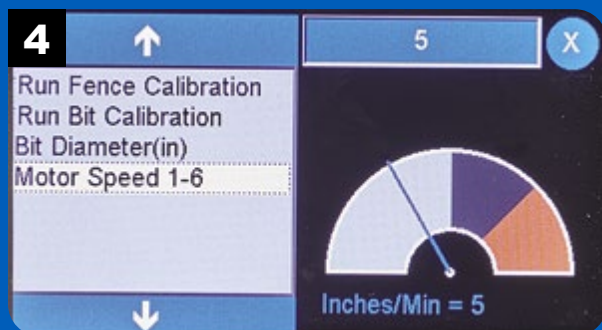 4
5
X
Run Fence Calibration
Run Bit Calibration
Bit Diameter(in)
Motor Speed 1-6
Inches/Min = 5